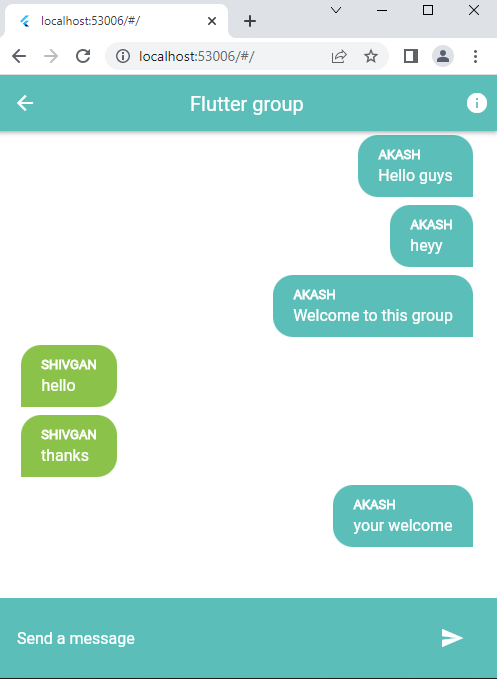 localhost:53006/#/
localhost:53006/#/
Flutter group
AKASH
Hello guys
AKASH
heyy
AKASH
Welcome to this group
SHIVGAN
hello
SHIVGAN
thanks
AKASH
your welcome
Send a message